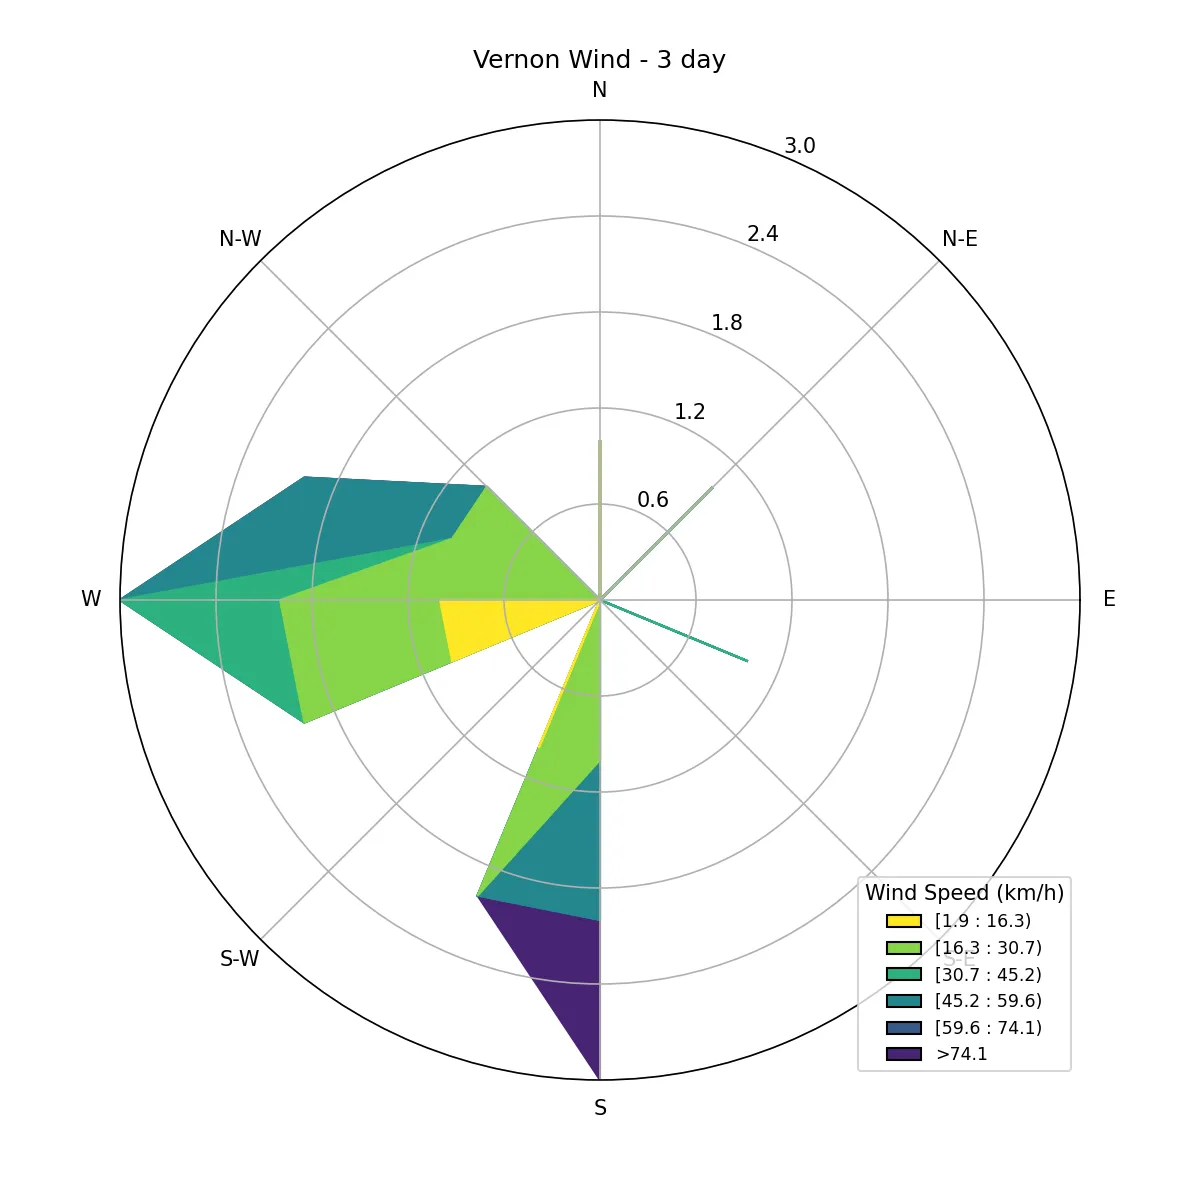 Vernon Wind - 3 day
N
3.0
N-W
2.4
N-E
1.8
1.2
0.6
W
E
S-W
S-E
Wind Speed (km/h)
[1.9 : 16.3)
[16.3 : 30.7)
[30.7 : 45.2)
[45.2 : 59.6)
[59.6 : 74.1)
>74.1
S